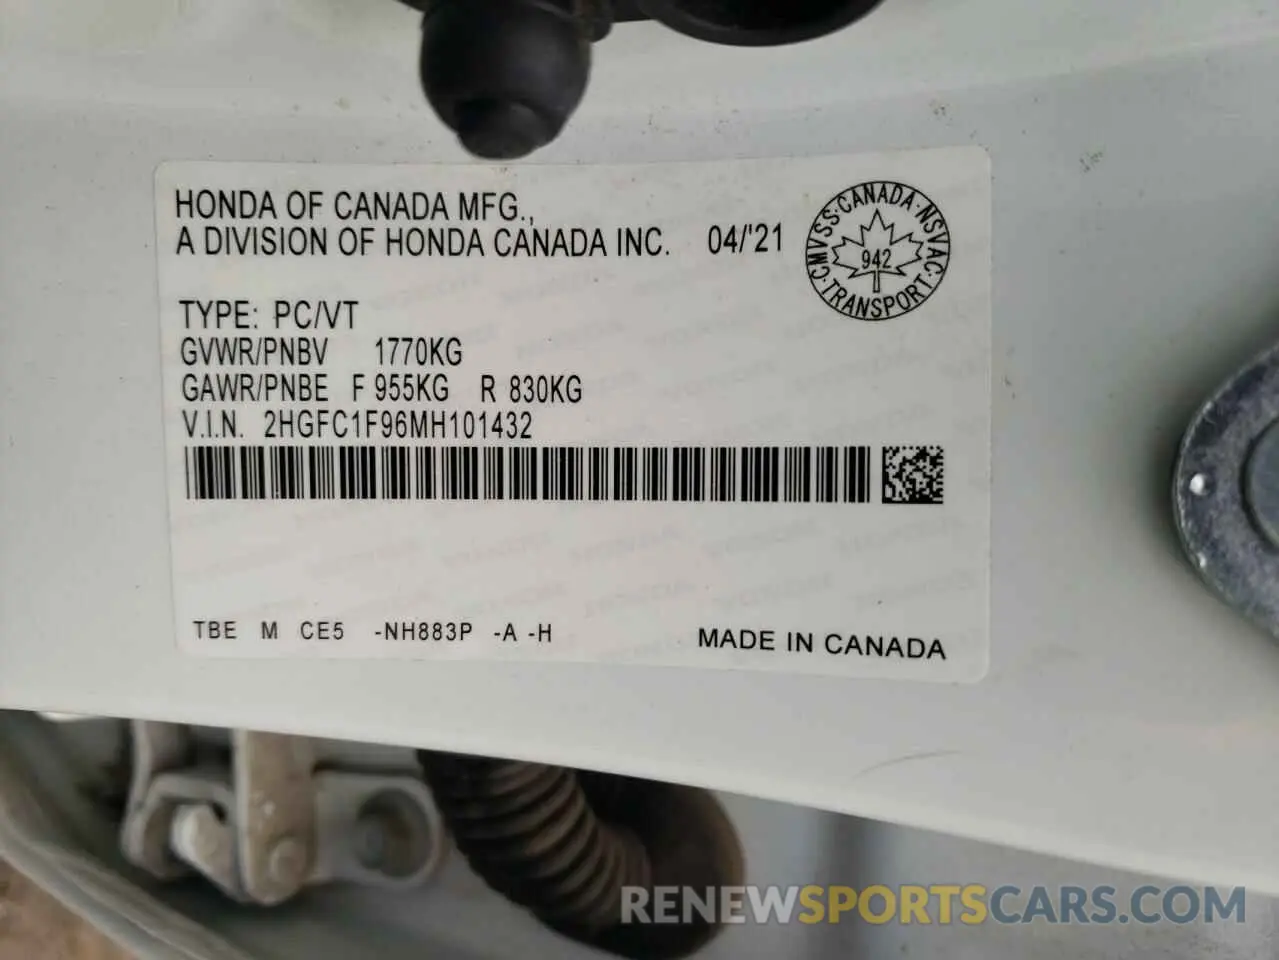 HONDA OF CANADA MFG.,
A DIVISION OF HONDA CANADA INC. 04/'21
CMVSS·CANADA·NSVAC·TRANSPORT·
942
TYPE: PC/VT
GVWR/PNBV 1770KG
GAWR/PNBE F 955KG R 830KG
V.I.N. 2HGFC1F96MH101432
TBE M CE5 -NH883P -A -H MADE IN CANADA
RENEWSPORTSCARS.COM